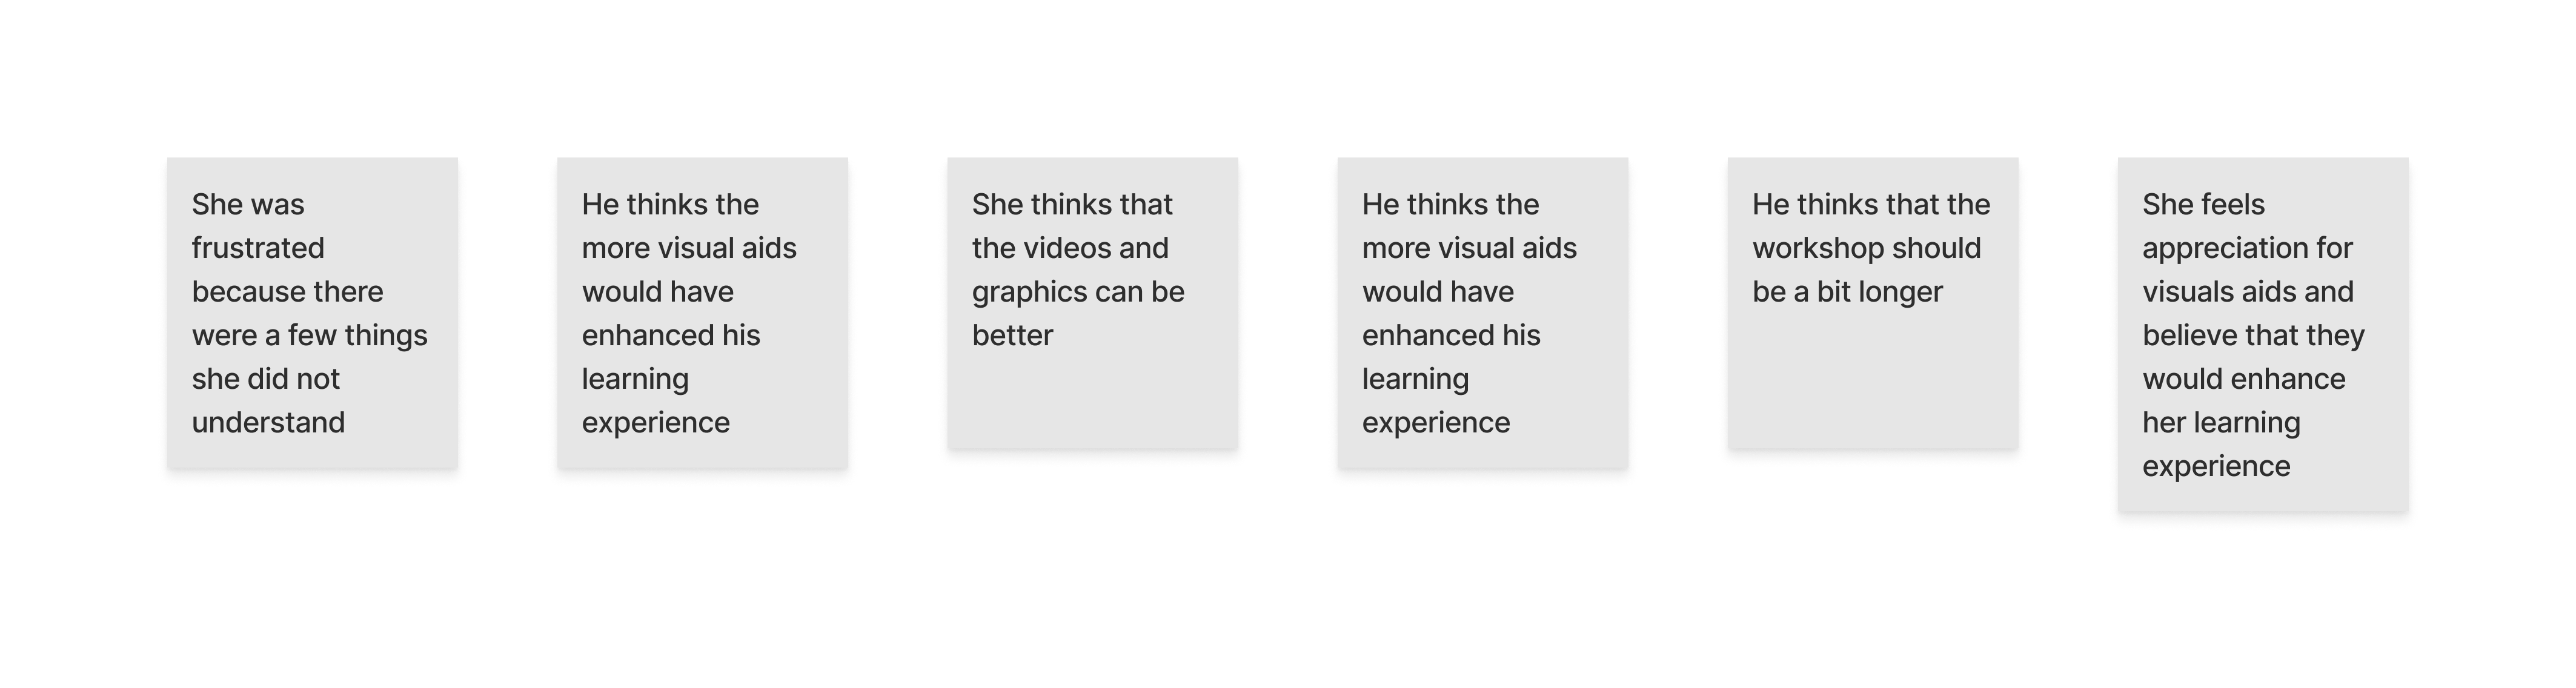 She was
frustrated
because there
were a few things
she did not
understand
He thinks the
more visual aids
would have
enhanced his
learning
experience
She thinks that
the videos and
graphics can be
better
He thinks the
more visual aids
would have
enhanced his
learning
experience
He thinks that the
workshop should
be a bit longer
She feels
appreciation for
visuals aids and
believe that they
would enhance
her learning
experience